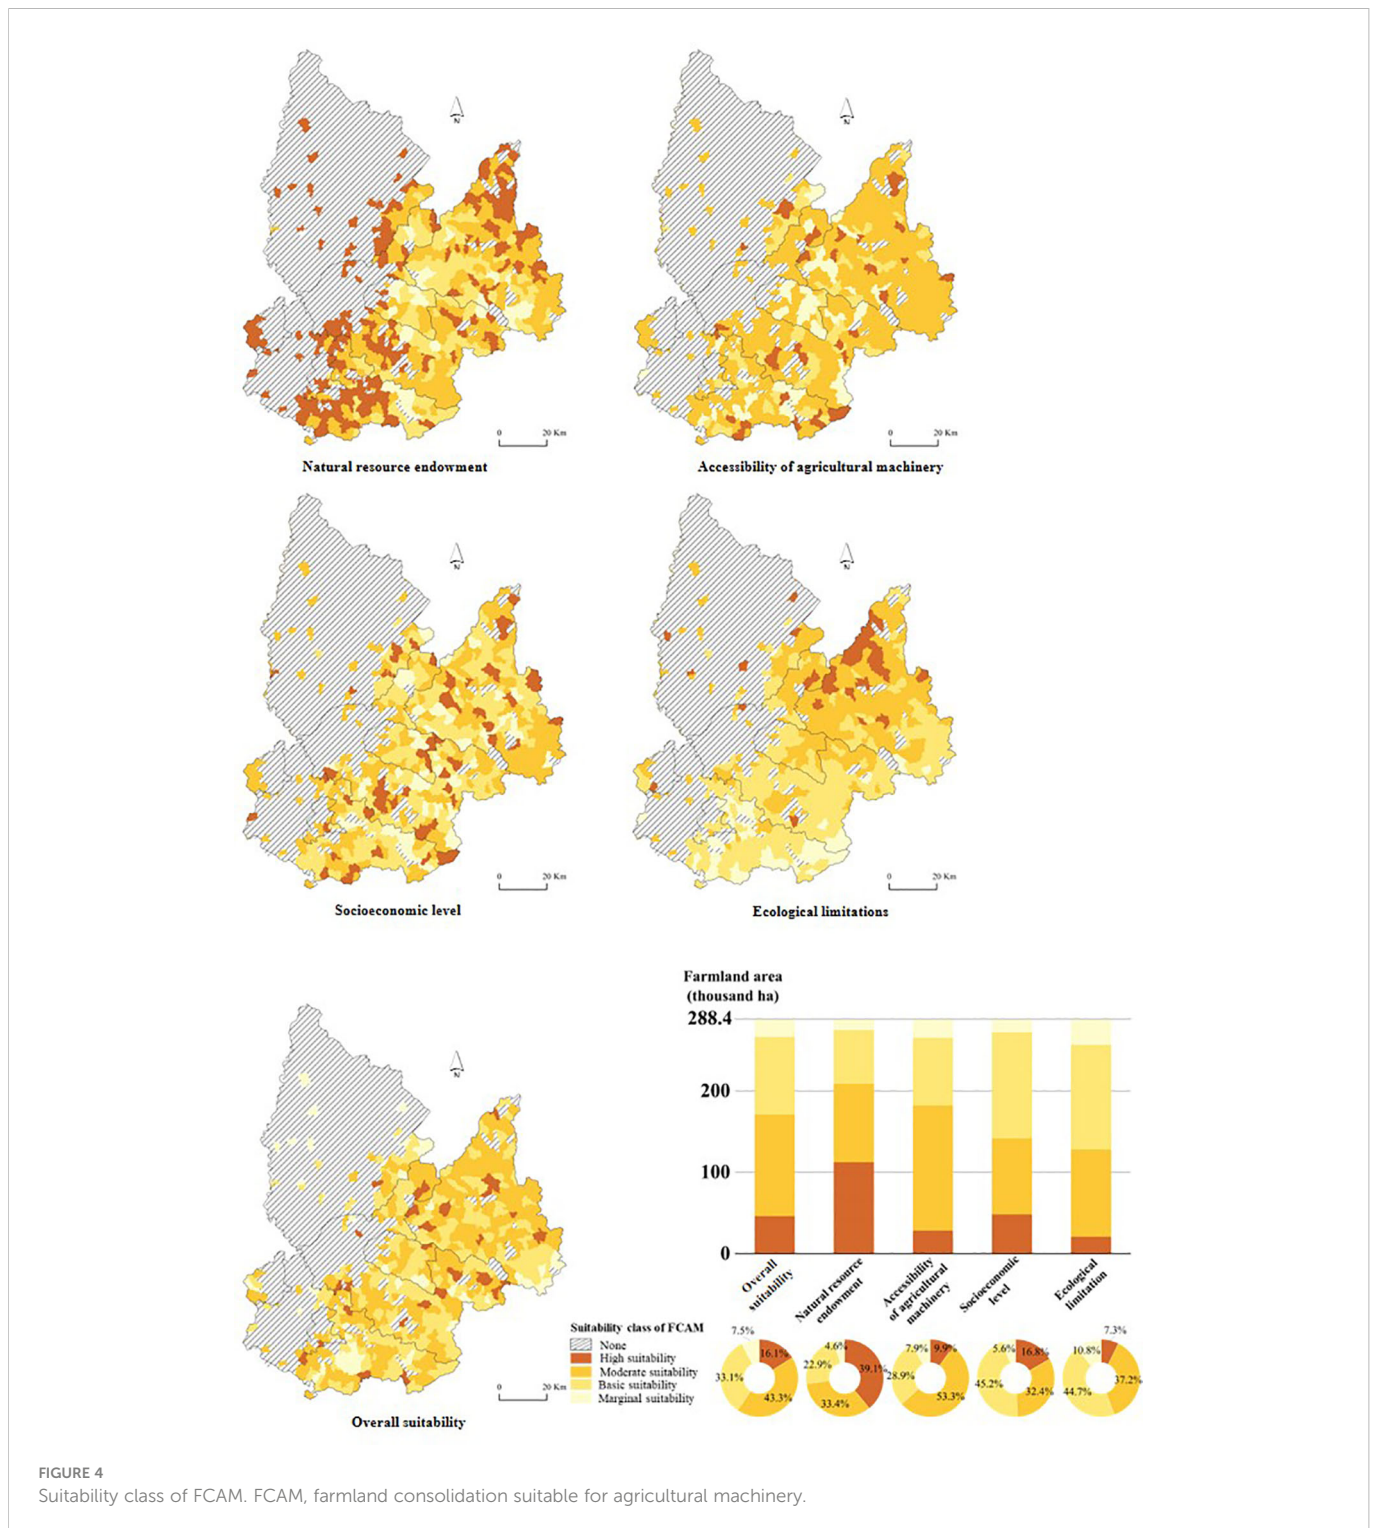 N
N
0 20 Km
0 20 Km
Natural resource endowment
Accessibility of agricultural machinery
N
N
0 20 Km
0 20 Km
Socioeconomic level
Ecological limitations
N
0 20 Km
Overall suitability
Farmland area
(thousand ha)
288.4
200
100
0
Overall
suitability
Natural resource
endowment
Accessibility
of agricultural
machinery
Socioeconomic
level
Ecological
limitation
Suitability class of FCAM
None
High suitability
Moderate suitability
Basic suitability
Marginal suitability
7.5%
16.1%
33.1%
43.3%
4.6%
22.9%
39.1%
33.4%
7.9%
9.9%
28.9%
53.3%
5.6%
16.8%
45.2%
32.4%
7.3%
10.8%
37.2%
44.7%
FIGURE 4
Suitability class of FCAM. FCAM, farmland consolidation suitable for agricultural machinery.